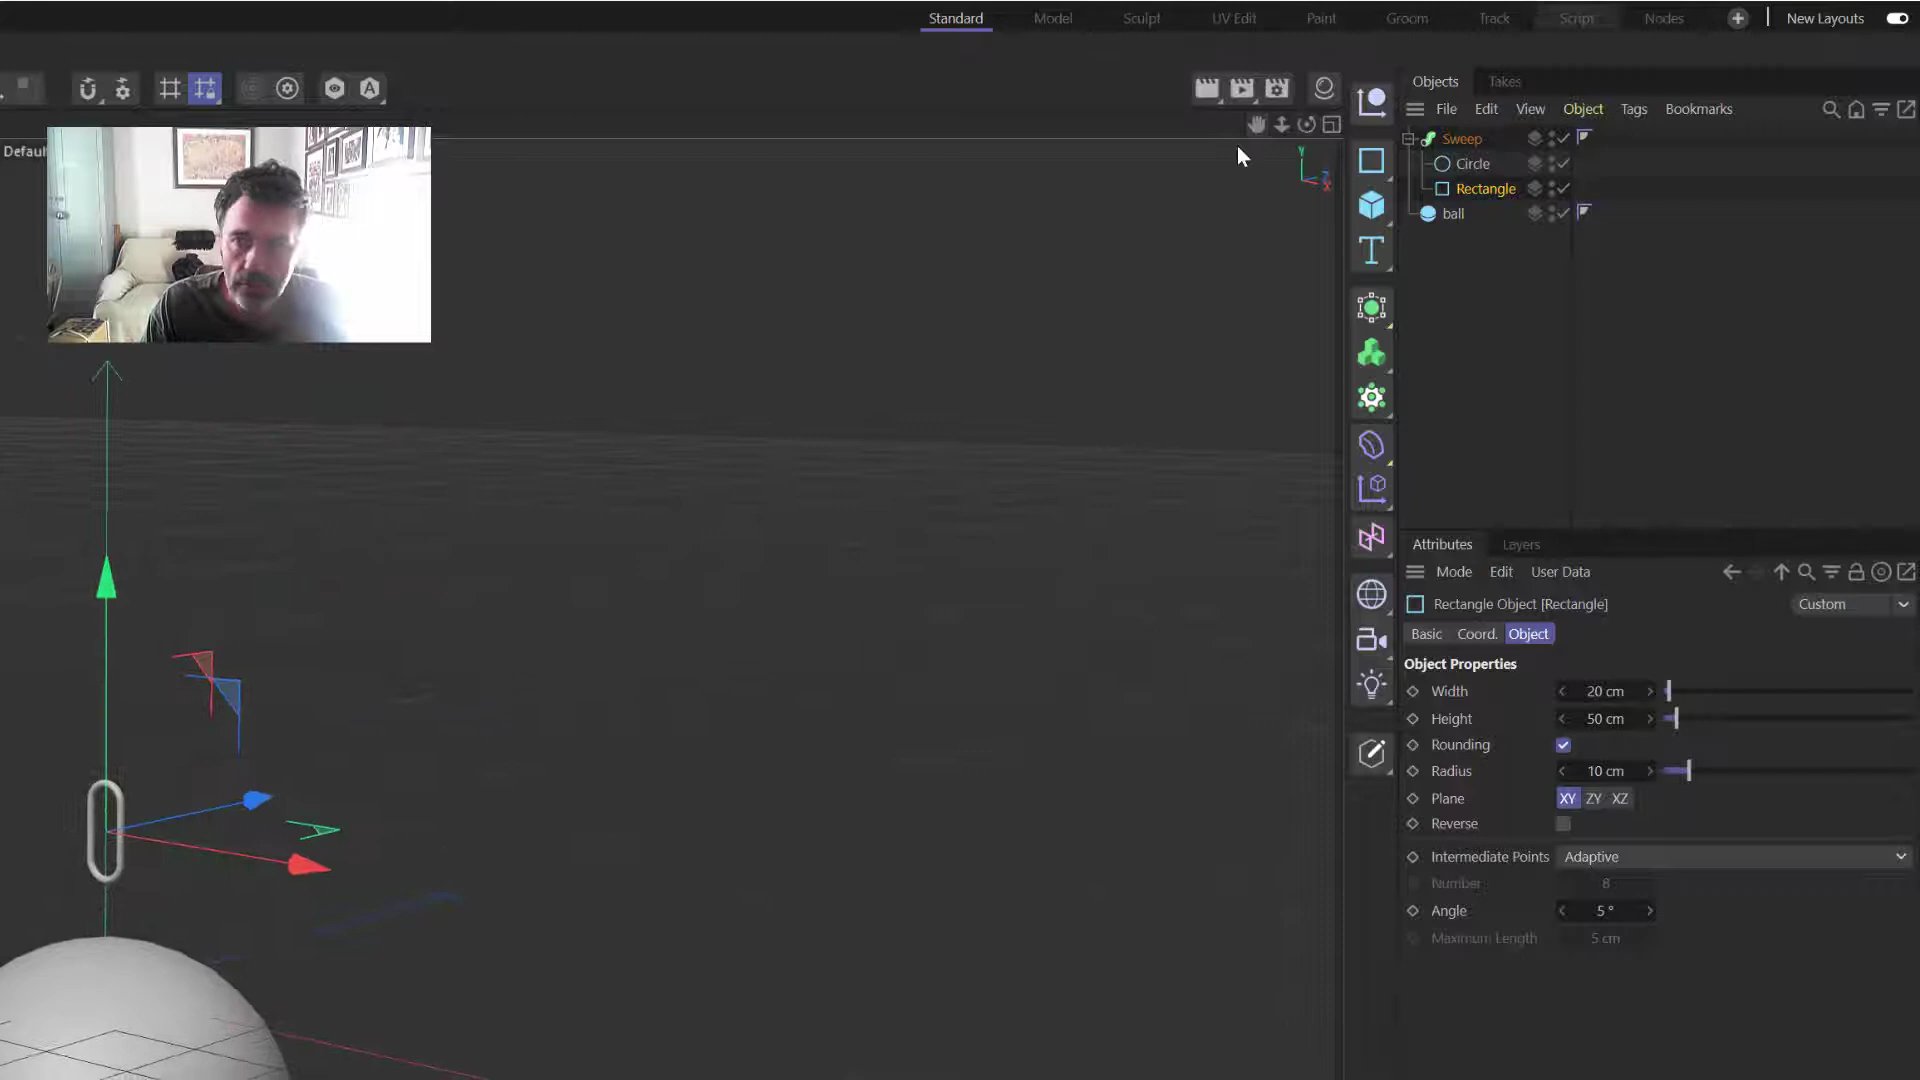 Standard Model Sculpt UV Edit Paint Groom Track Script Nodes New Layouts
A
Objects Takes
File Edit View Object Tags Bookmarks
Default
Y
Z
X
Sweep
Circle
Rectangle
ball
T
Attributes Layers
Mode Edit User Data
Rectangle Object [Rectangle] Custom
Basic Coord. Object
Object Properties
Width 20 cm
Height 50 cm
Rounding
Radius 10 cm
Plane XY ZY XZ
Reverse
Intermediate Points Adaptive
Number 8
Angle 5 °
Maximum Length 5 cm